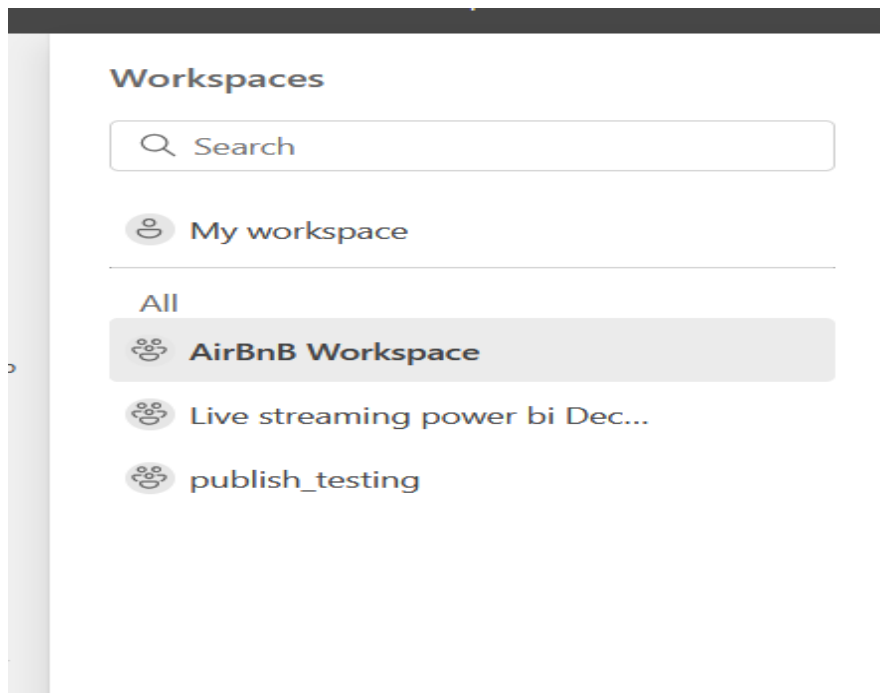 Workspaces
Search
My workspace
All
AirBnB Workspace
Live streaming power bi Dec...
publish_testing